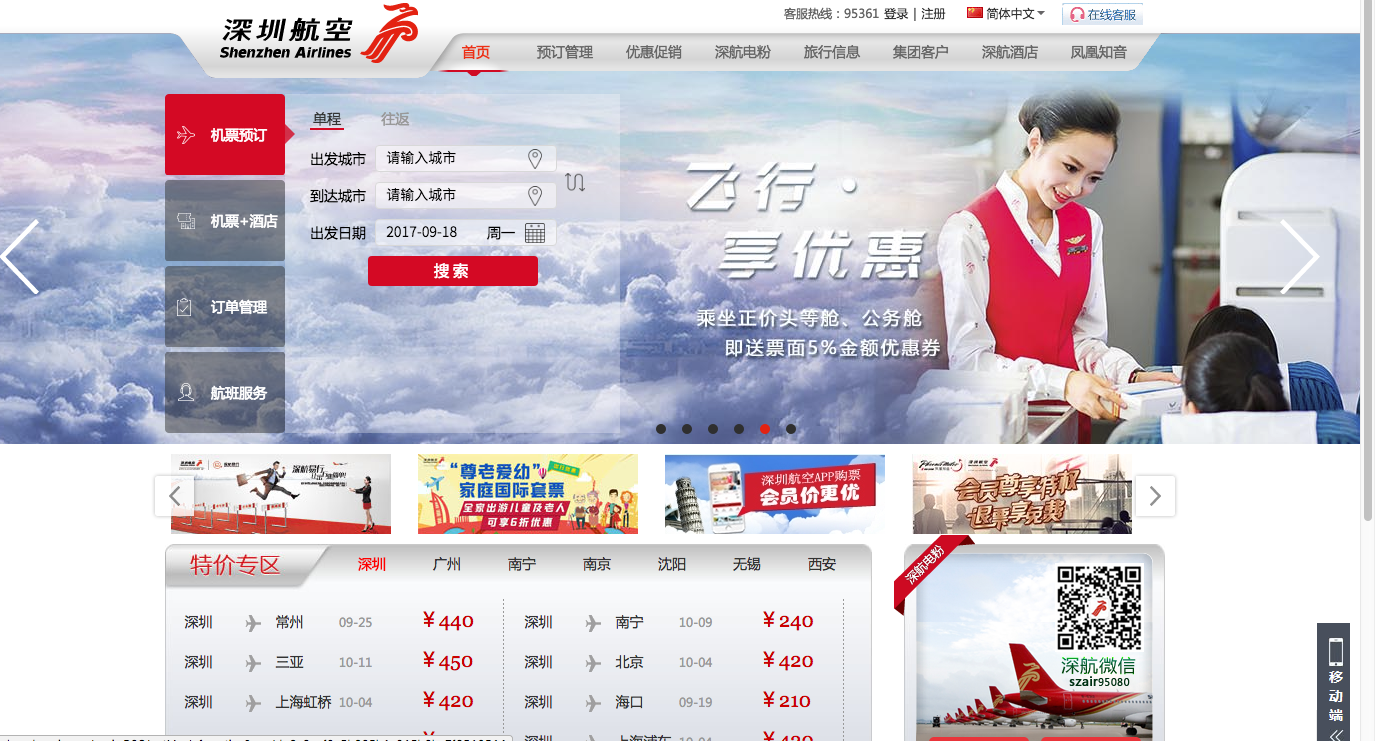 客服热线：95361 登录 | 注册 简体中文 在线客服
深圳航空
Shenzhen Airlines
首页 预订管理 优惠促销 深航电粉 旅行信息 集团客户 深航酒店 凤凰知音
机票预订
机票+酒店
订单管理
航班服务
单程 往返
出发城市 请输入城市
到达城市 请输入城市
出发日期 2017-09-18 周一
搜 索
飞行·
享优惠
乘坐正价头等舱、公务舱
即送票面5%金额优惠券
深航易行
“尊老爱幼”
家庭国际套票
全家出游儿童及老人
可享6折优惠
深圳航空APP购票
会员价更优
会员尊享有权
退票享免费
特价专区 深圳 广州 南宁 南京 沈阳 无锡 西安
深圳 常州 09-25 ¥440 深圳 南宁 10-09 ¥240
深圳 三亚 10-11 ¥450 深圳 北京 10-04 ¥420
深圳 上海虹桥 10-04 ¥420 深圳 海口 09-19 ¥210
深圳 上海浦东 10-04 ¥420
深航电粉
深航微信
szair95080
移动端